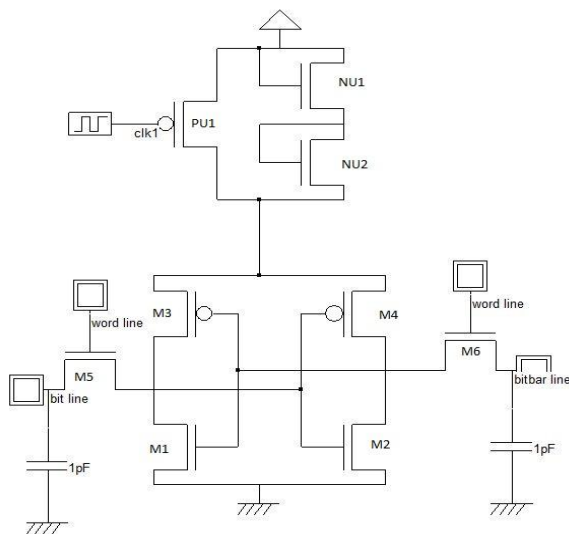 NU1
PU1
clk1
NU2
M3
M4
word line
word line
M5
M6
bit line
bitbar line
M1
M2
1pF
1pF